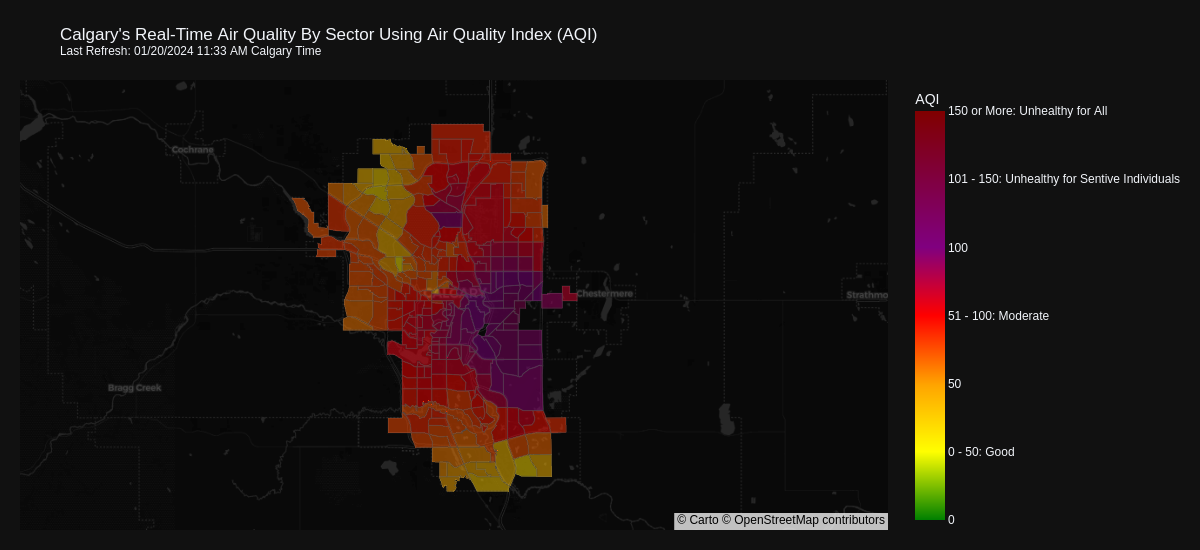 Calgary's Real-Time Air Quality By Sector Using Air Quality Index (AQI)
Last Refresh: 01/20/2024 11:33 AM Calgary Time
AQI
150 or More: Unhealthy for All
Cochrane
101 - 150: Unhealthy for Sentive Individuals
100
CALGARY
Chestermere
Strathmo
51 - 100: Moderate
50
Bragg Creek
0 - 50: Good
0
© Carto © OpenStreetMap contributors